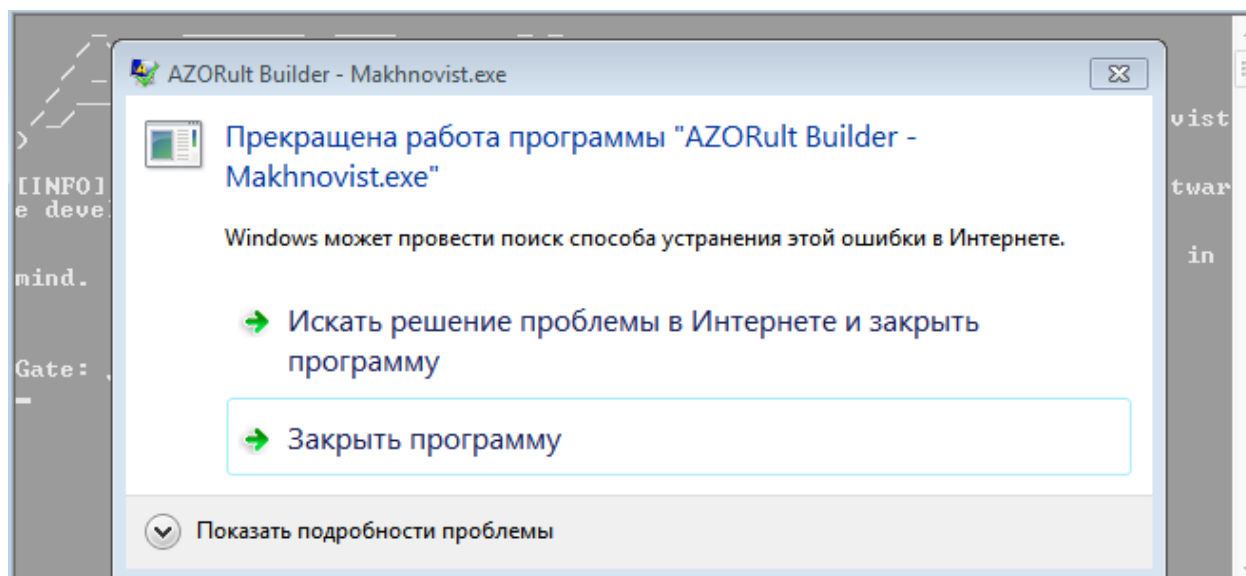 AZORult Builder - Makhnovist.exe
Прекращена работа программы "AZORult Builder -
Makhnovist.exe"
vist
[INFO]
twar
e deve
Windows может провести поиск способа устранения этой ошибки в Интернете.
in
mind.
Искать решение проблемы в Интернете и закрыть
программу
Gate:
Закрыть программу
Показать подробности проблемы